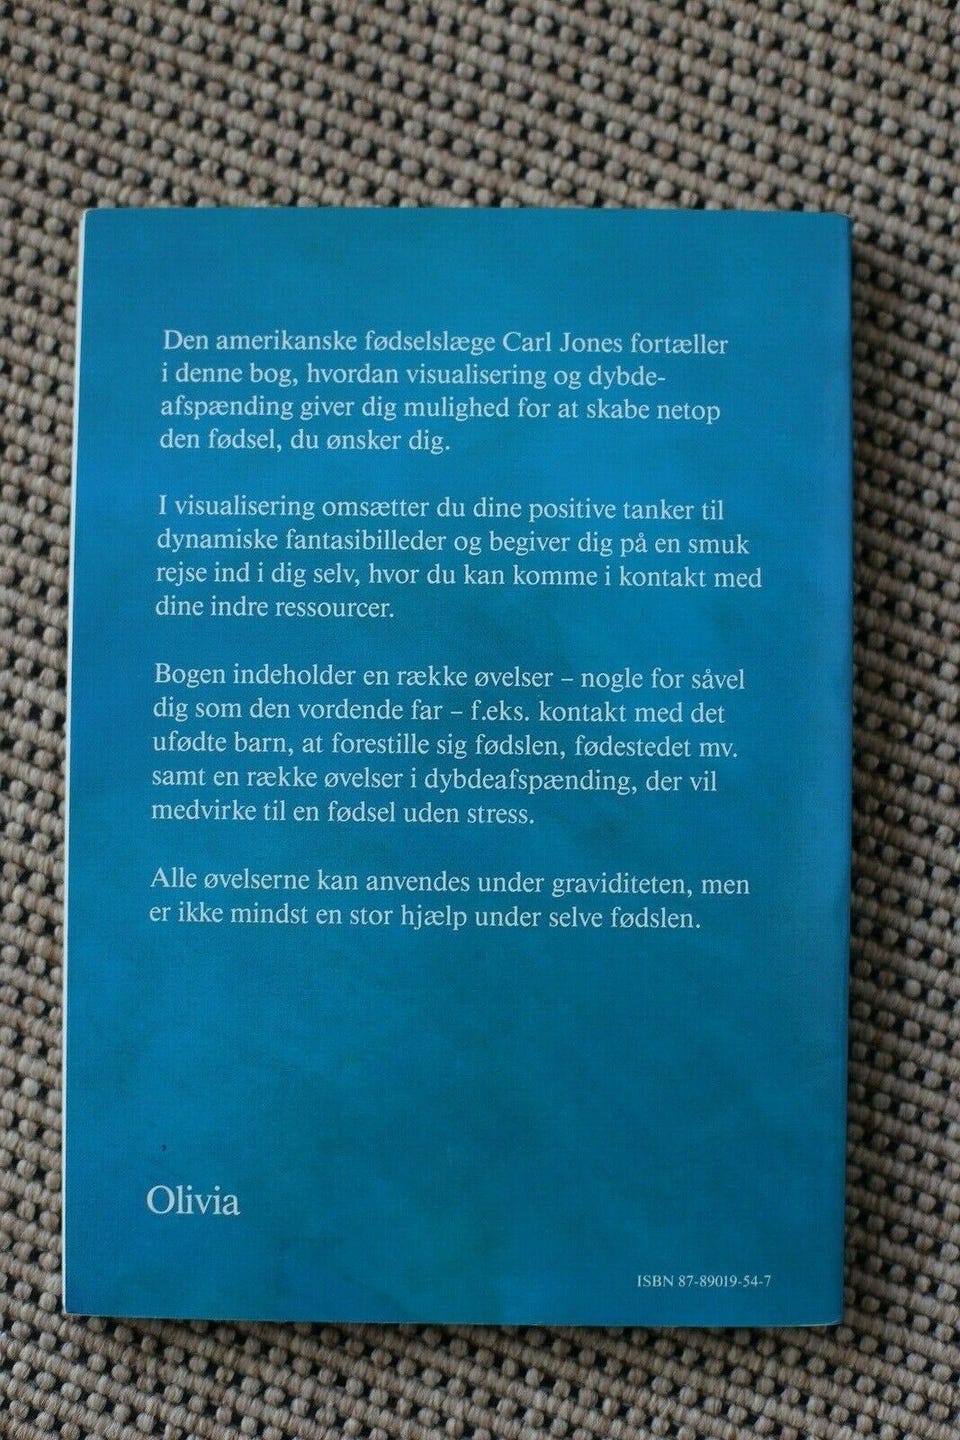 Den amerikanske fødselslæge Carl Jones fortæller
i denne bog, hvordan visualisering og dybde-
afspænding giver dig mulighed for at skabe netop
den fødsel, du ønsker dig.
I visualisering omsætter du dine positive tanker til
dynamiske fantasibilleder og begiver dig på en smuk
rejse ind i dig selv, hvor du kan komme i kontakt med
dine indre ressourcer.
Bogen indeholder en række øvelser – nogle for såvel
dig som den vordende far – f.eks. kontakt med det
ufødte barn, at forestille sig fødslen, fødestedet mv.
samt en række øvelser i dybdeafspænding, der vil
medvirke til en fødsel uden stress.
Alle øvelserne kan anvendes under graviditeten, men
er ikke mindst en stor hjælp under selve fødslen.
Olivia
ISBN 87-89019-54-7